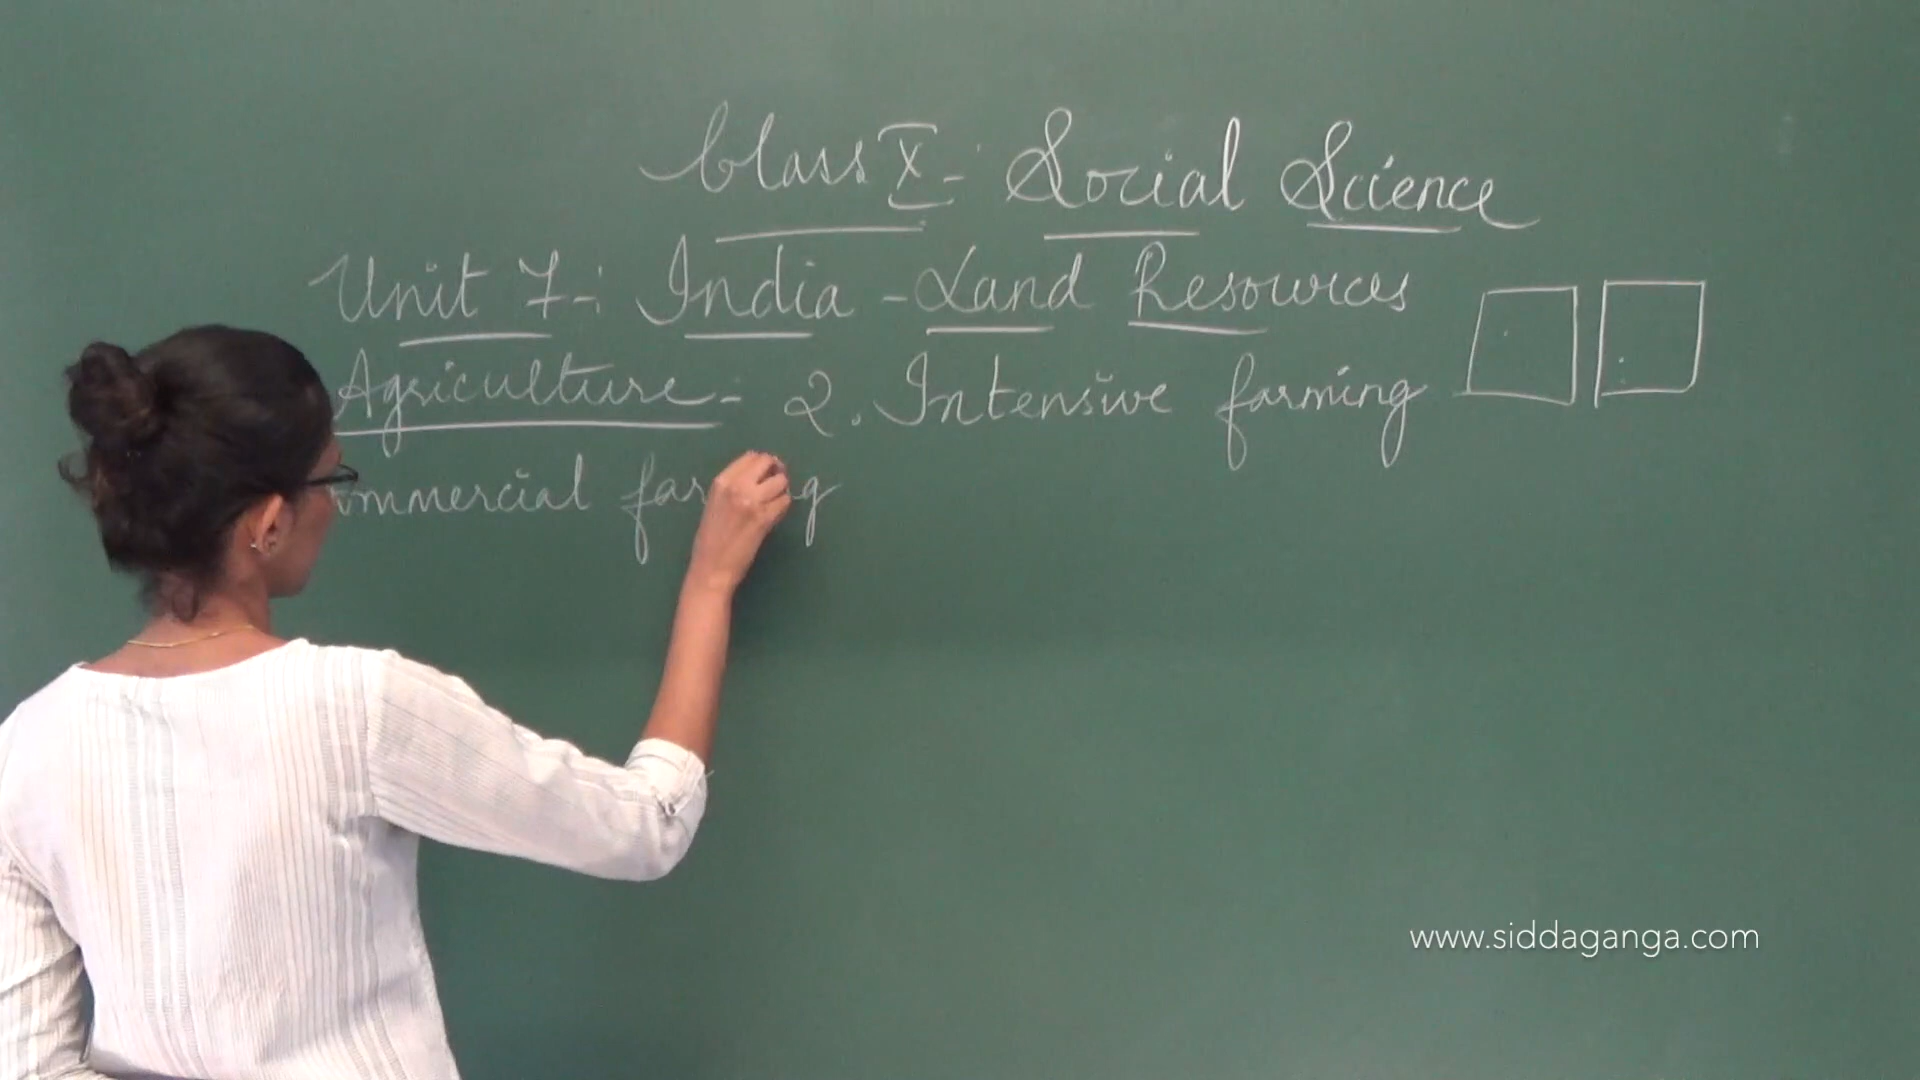 Class X - Social Science
Unit 7 -: India - Land Resources
Agriculture - 2. Intensive farming
ommercial farming
www.siddaganga.com